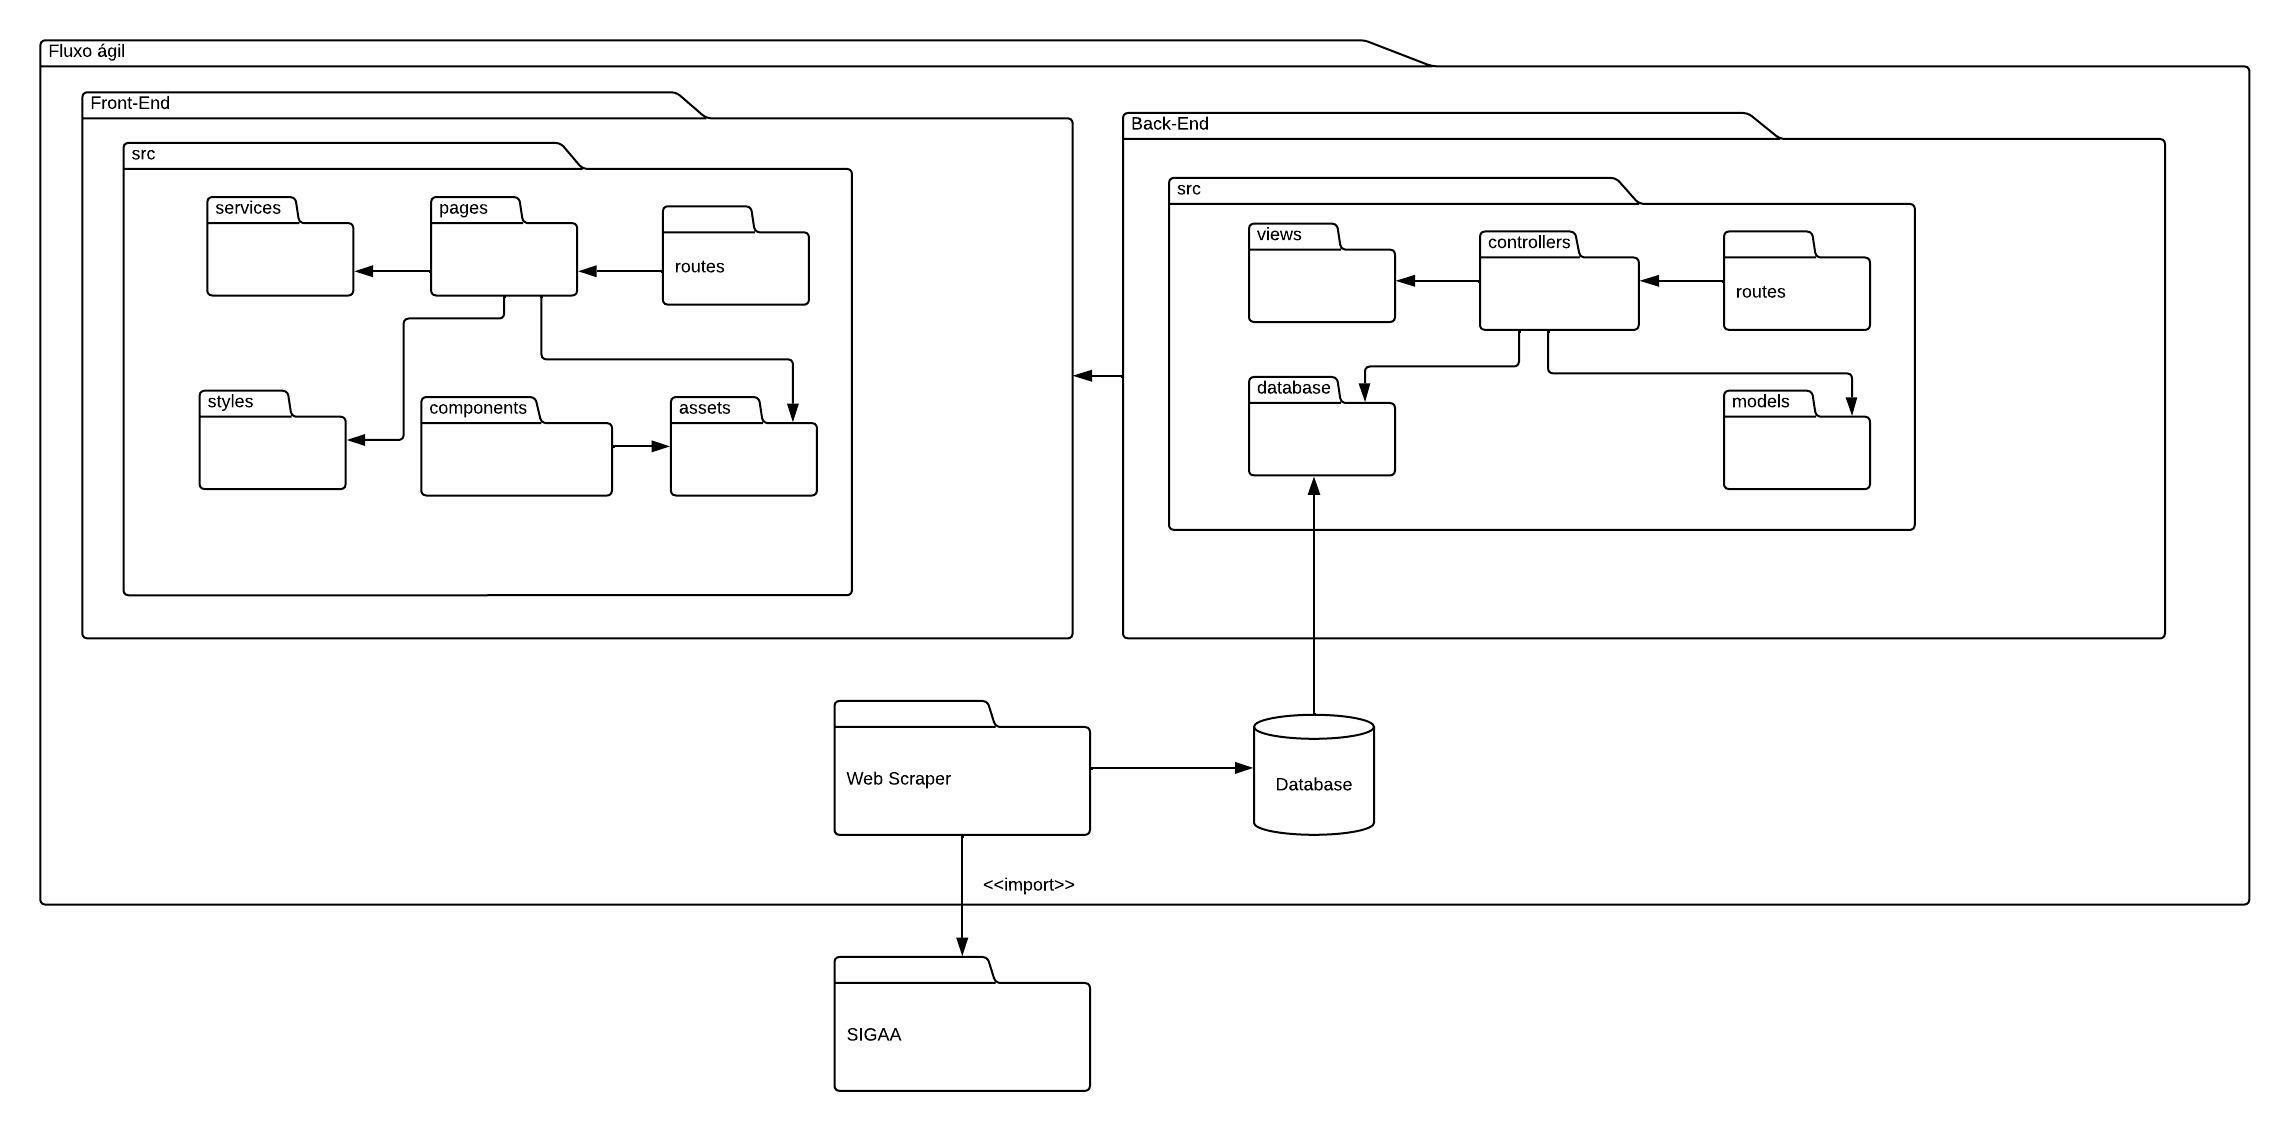 Fluxo ágil
Front-End
src
services
pages
routes
styles
components
assets
Back-End
src
views
controllers
routes
database
models
Web Scraper
Database
<<import>>
SIGAA